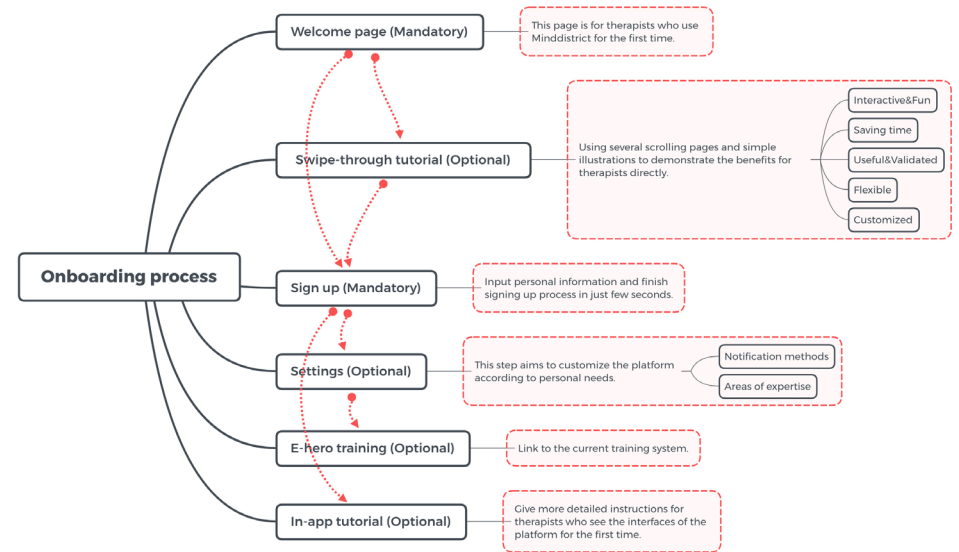 Welcome page (Mandatory)
This page is for therapists who use
Minddistrict for the first time.
Swipe-through tutorial (Optional)
Using several scrolling pages and simple
illustrations to demonstrate the benefits for
therapists directly.
Interactive&Fun
Saving time
Useful&Validated
Flexible
Customized
Onboarding process
Sign up (Mandatory)
Input personal information and finish
signing up process in just few seconds.
Settings (Optional)
This step aims to customize the platform
according to personal needs.
Notification methods
Areas of expertise
E-hero training (Optional)
Link to the current training system.
In-app tutorial (Optional)
Give more detailed instructions for
therapists who see the interfaces of the
platform for the first time.